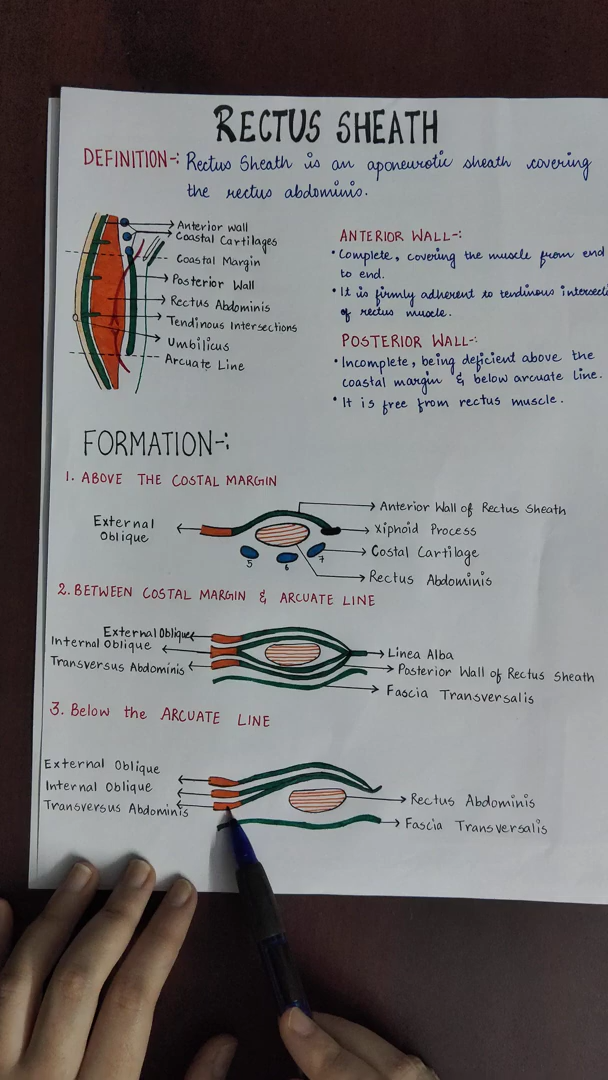 RECTUS SHEATH
DEFINITION-: Rectus Sheath is an aponeurotic sheath covering
the rectus abdominis.
Anterior wall
Coastal Cartilages
Coastal Margin
Posterior Wall
Rectus Abdominis
Tendinous Intersections
Umbilicus
Arcuate Line
ANTERIOR WALL-:
• Complete, covering the muscle from end
to end.
• It is firmly adherent to tendinous intersecti
of rectus muscle.
POSTERIOR WALL-:
• Incomplete, being deficient above the
coastal margin & below arcuate line.
• It is free from rectus muscle.
FORMATION-:
1. ABOVE THE COSTAL MARGIN
External
Oblique
Anterior Wall of Rectus Sheath
Xiphoid Process
Costal Cartilage
Rectus Abdominis
5 6 7
2. BETWEEN COSTAL MARGIN & ARCUATE LINE
External Oblique
Internal Oblique
Transversus Abdominis
Linea Alba
Posterior Wall of Rectus Sheath
Fascia Transversalis
3. Below the ARCUATE LINE
External Oblique
Internal Oblique
Transversus Abdominis
Rectus Abdominis
Fascia Transversalis